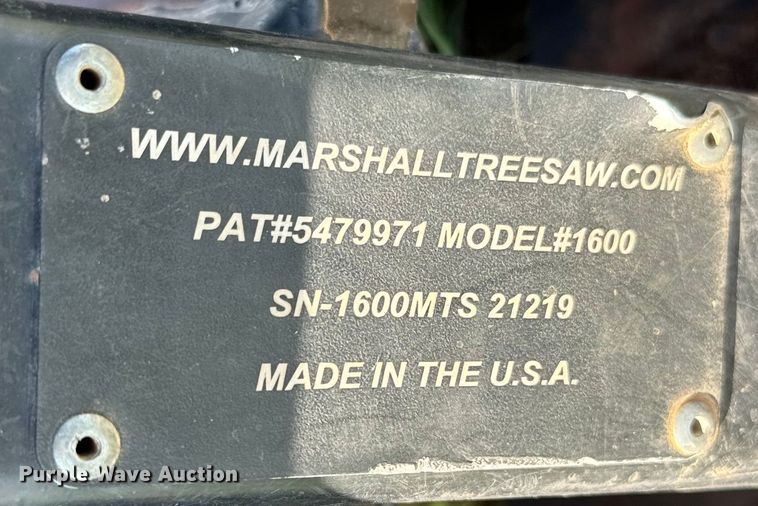 WWW.MARSHALLTREESAW.COM
PAT#5479971 MODEL#1600
SN-1600MTS 21219
MADE IN THE U.S.A.
Purple Wave Auction